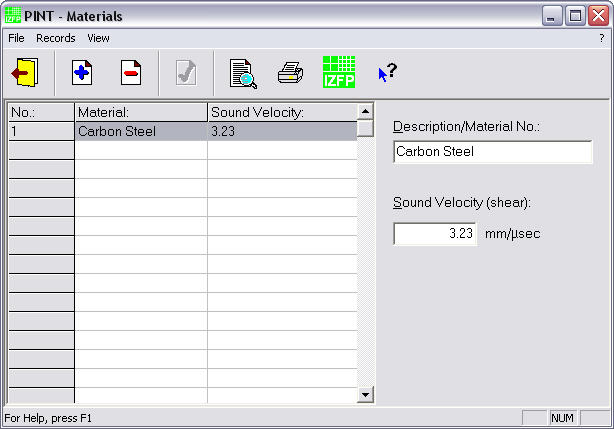 PINT - Materials
File Records View ?
IZFP
No.: Material: Sound Velocity:
1 Carbon Steel 3.23
Description/Material No.:
Carbon Steel
Sound Velocity (shear):
3.23 mm/µsec
For Help, press F1 NUM